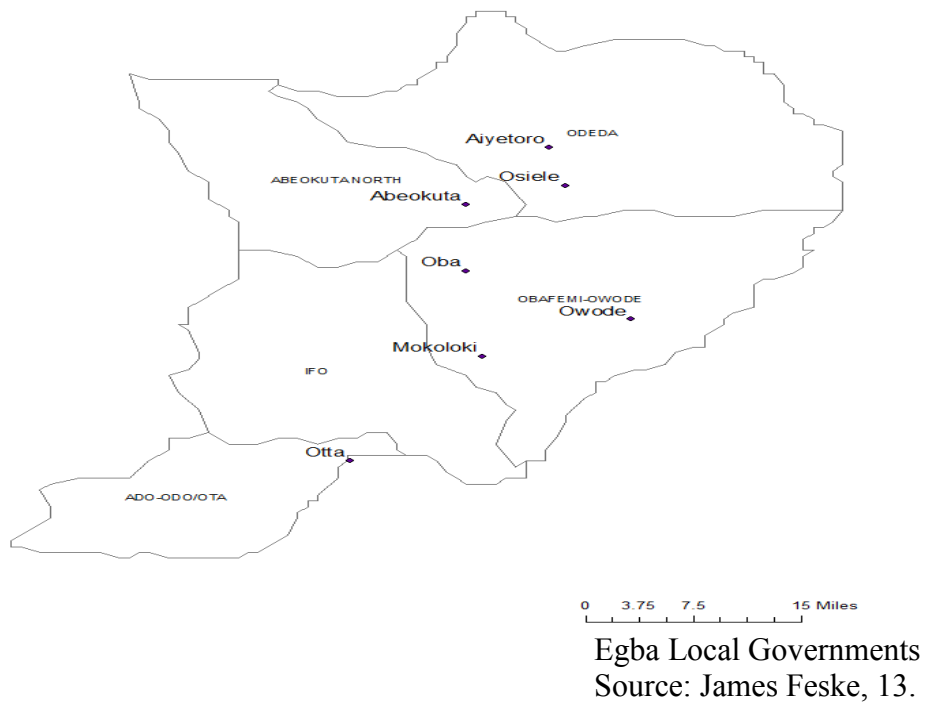 Aiyetoro
ODEDA
Osiele
ABEOKUTA NORTH
Abeokuta
Oba
OBAFEMI-OWODE
Owode
Mokoloki
IFO
Otta
ADO-ODO/OTA
0 3.75 7.5 15 Miles
Egba Local Governments
Source: James Feske, 13.